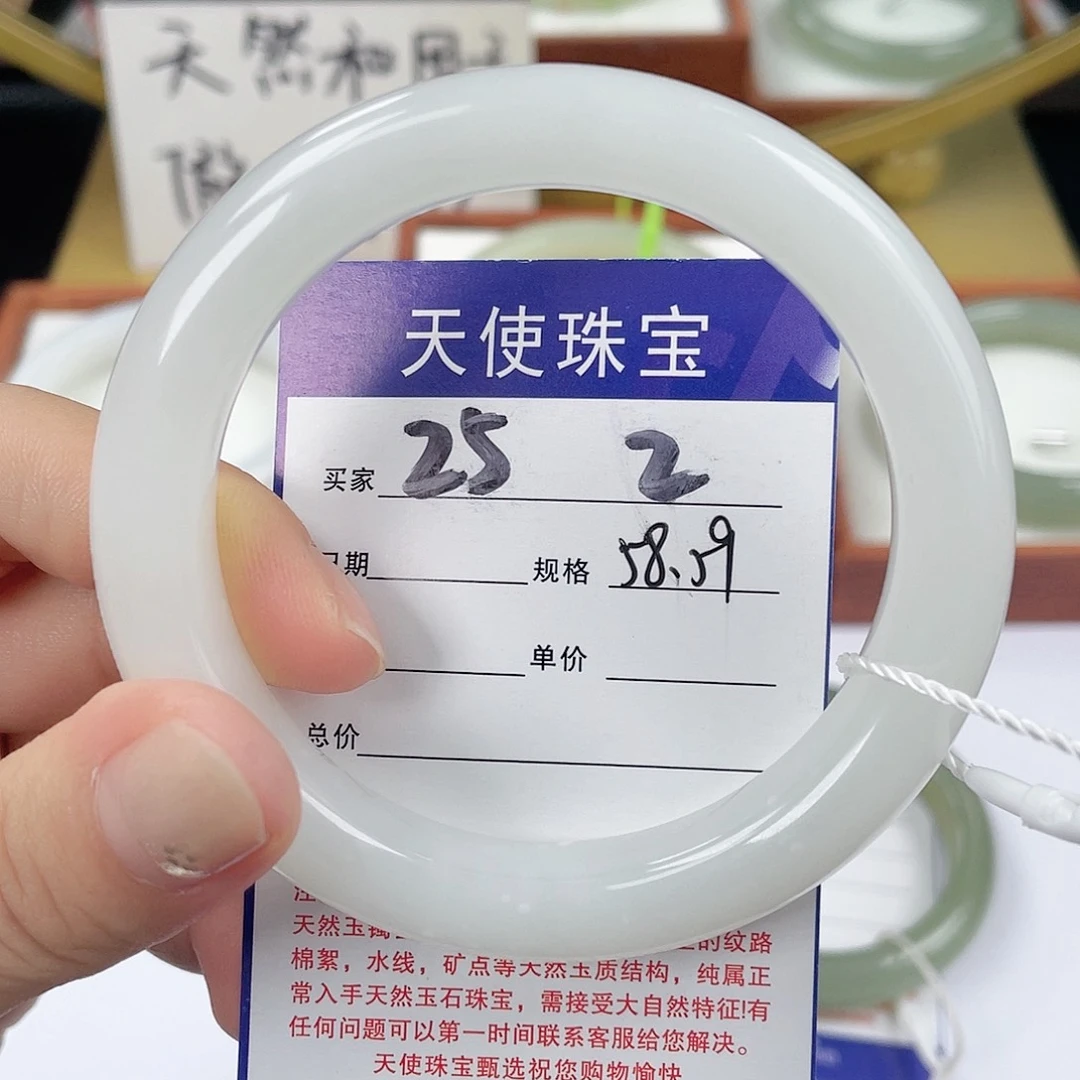 天然和田
天使珠宝
买家 25 2
日期 规格 58.59
单价
总价
天然玉镯 的纹路
棉絮，水线，矿点等天然玉质结构，纯属正
常入手天然玉石珠宝，需接受大自然特征!有
任何问题可以第一时间联系客服给您解决。
天使珠宝甄选祝您购物愉快